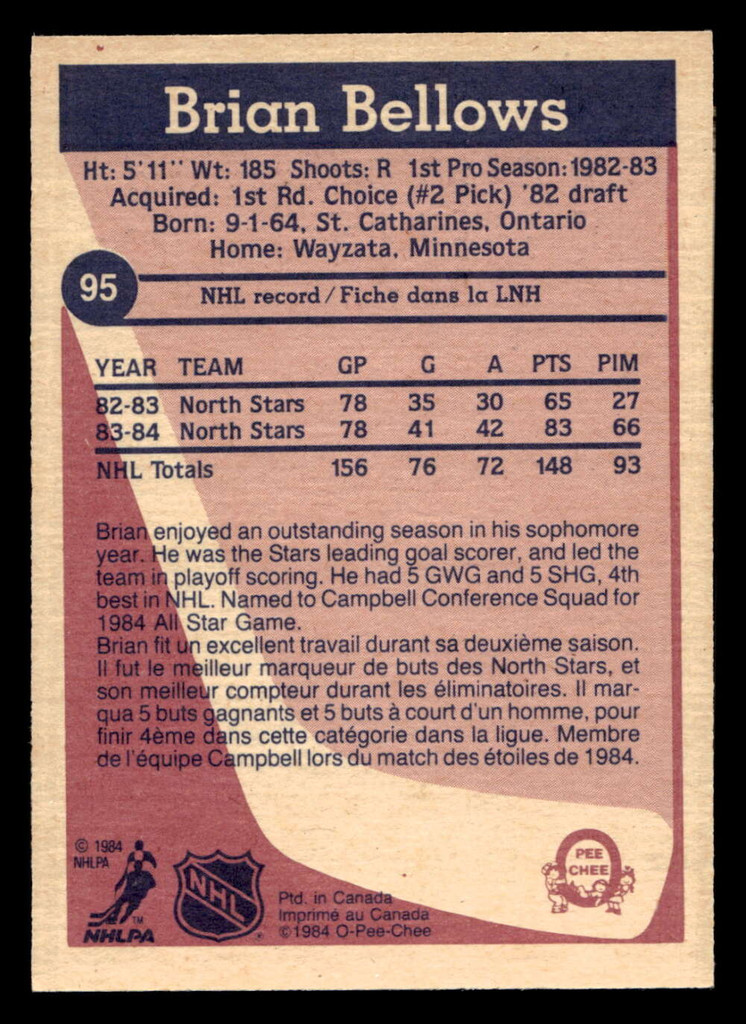 Brian Bellows
Ht: 5'11" Wt: 185 Shoots: R 1st Pro Season: 1982-83
Acquired: 1st Rd. Choice (#2 Pick) '82 draft
Born: 9-1-64, St. Catharines, Ontario
Home: Wayzata, Minnesota
95
NHL record / Fiche dans la LNH
YEAR TEAM GP G A PTS PIM
82-83 North Stars 78 35 30 65 27
83-84 North Stars 78 41 42 83 66
NHL Totals 156 76 72 148 93
Brian enjoyed an outstanding season in his sophomore
year. He was the Stars leading goal scorer, and led the
team in playoff scoring. He had 5 GWG and 5 SHG, 4th
best in NHL. Named to Campbell Conference Squad for
1984 All Star Game.
Brian fit un excellent travail durant sa deuxième saison.
Il fut le meilleur marqueur de buts des North Stars, et
son meilleur compteur durant les éliminatoires. Il mar-
qua 5 buts gagnants et 5 buts à court d'un homme, pour
finir 4ème dans cette catégorie dans la ligue. Membre
de l'équipe Campbell lors du match des étoiles de 1984.
© 1984
NHLPA
TM
NHLPA
NHL
Ptd. in Canada
Imprimé au Canada
© 1984 O-Pee-Chee
PEE
CHEE